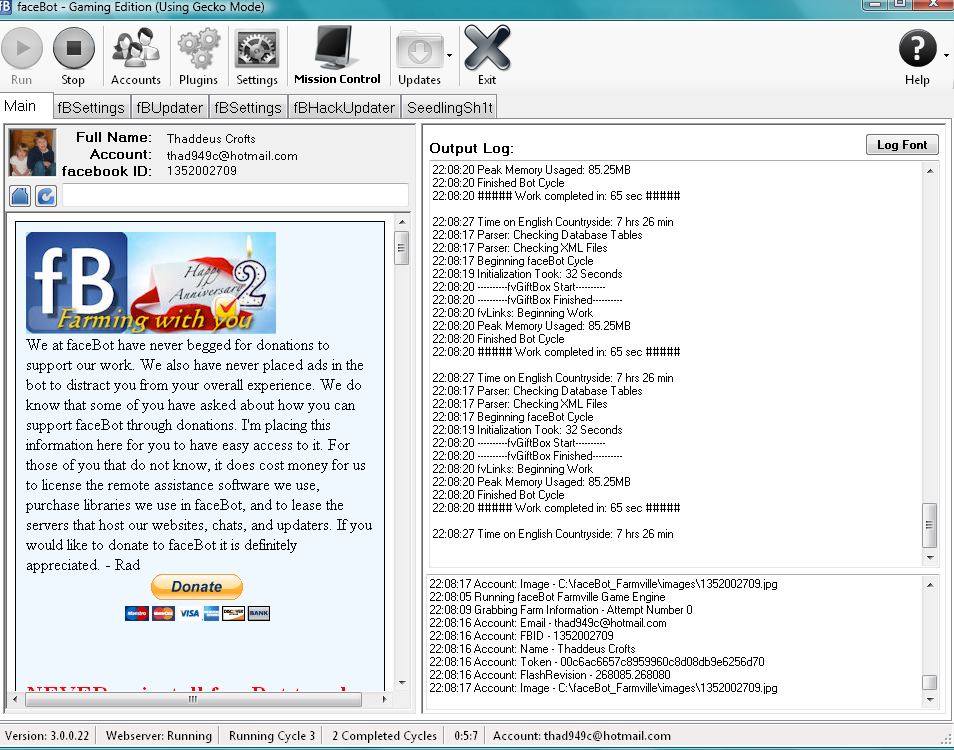 faceBot - Gaming Edition (Using Gecko Mode)
Run Stop Accounts Plugins Settings Mission Control Updates Exit Help
Main fBSettings fBUpdater fBSettings fBHackUpdater SeedlingSh1t
Full Name: Thaddeus Crofts
Account: thad949c@hotmail.com
facebook ID: 1352002709
fB
Happy
Anniversary
2
Farming with you
We at faceBot have never begged for donations to
support our work. We also have never placed ads in the
bot to distract you from your overall experience. We do
know that some of you have asked about how you can
support faceBot through donations. I'm placing this
information here for you to have easy access to it. For
those of you that do not know, it does cost money for us
to license the remote assistance software we use,
purchase libraries we use in faceBot, and to lease the
servers that host our websites, chats, and updaters. If you
would like to donate to faceBot it is definitely
appreciated. - Rad
Donate
VISA BANK
Output Log:
Log Font
22:08:20 Peak Memory Usaged: 85.25MB
22:08:20 Finished Bot Cycle
22:08:20 ##### Work completed in: 65 sec #####
22:08:27 Time on English Countryside: 7 hrs 26 min
22:08:17 Parser: Checking Database Tables
22:08:17 Parser: Checking XML Files
22:08:17 Beginning faceBot Cycle
22:08:19 Initialization Took: 32 Seconds
22:08:20 ----------fvGiftBox Start----------
22:08:20 ----------fvGiftBox Finished----------
22:08:20 fvLinks: Beginning Work
22:08:20 Peak Memory Usaged: 85.25MB
22:08:20 Finished Bot Cycle
22:08:20 ##### Work completed in: 65 sec #####
22:08:27 Time on English Countryside: 7 hrs 26 min
22:08:17 Parser: Checking Database Tables
22:08:17 Parser: Checking XML Files
22:08:17 Beginning faceBot Cycle
22:08:19 Initialization Took: 32 Seconds
22:08:20 ----------fvGiftBox Start----------
22:08:20 ----------fvGiftBox Finished----------
22:08:20 fvLinks: Beginning Work
22:08:20 Peak Memory Usaged: 85.25MB
22:08:20 Finished Bot Cycle
22:08:20 ##### Work completed in: 65 sec #####
22:08:27 Time on English Countryside: 7 hrs 26 min
22:08:17 Account: Image - C:\faceBot_Farmville\images\1352002709.jpg
22:08:05 Running faceBot Farmville Game Engine
22:08:09 Grabbing Farm Information - Attempt Number 0
22:08:16 Account: Email - thad949c@hotmail.com
22:08:16 Account: FBID - 1352002709
22:08:16 Account: Name - Thaddeus Crofts
22:08:16 Account: Token - 00c6ac6657c8959960c8d08db9e6256d70
22:08:16 Account: FlashRevision - 268085.268080
22:08:17 Account: Image - C:\faceBot_Farmville\images\1352002709.jpg
Version: 3.0.0.22 Webserver: Running Running Cycle 3 2 Completed Cycles 0:5:7 Account: thad949c@hotmail.com